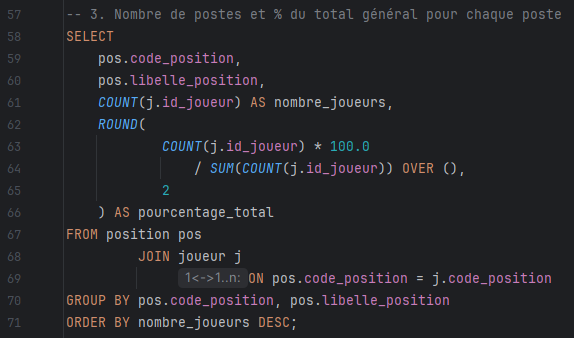 57 -- 3. Nombre de postes et % du total général pour chaque poste
58 SELECT
59 pos.code_position,
60 pos.libelle_position,
61 COUNT(j.id_joueur) AS nombre_joueurs,
62 ROUND(
63 COUNT(j.id_joueur) * 100.0
64 / SUM(COUNT(j.id_joueur)) OVER (),
65 2
66 ) AS pourcentage_total
67 FROM position pos
68 JOIN joueur j
69 1<->1..n: ON pos.code_position = j.code_position
70 GROUP BY pos.code_position, pos.libelle_position
71 ORDER BY nombre_joueurs DESC;